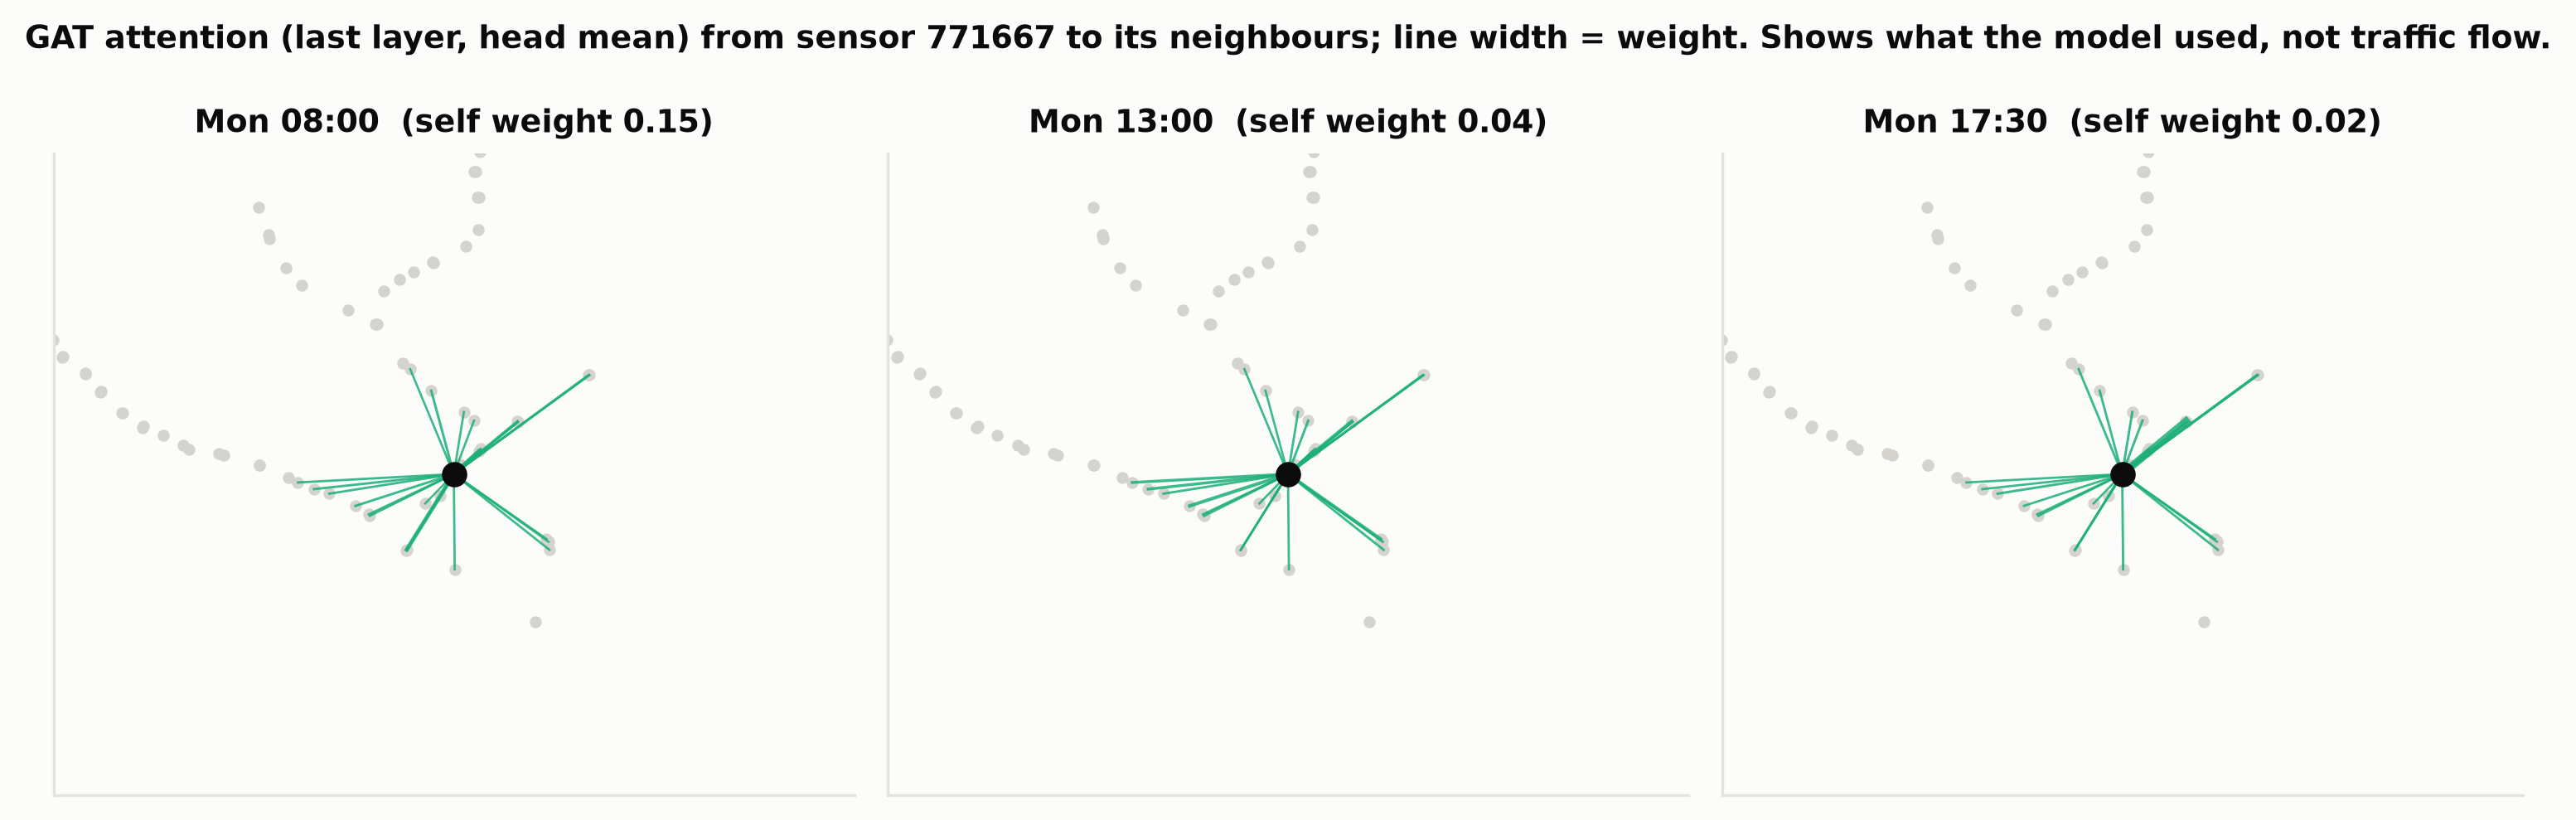 GAT attention (last layer, head mean) from sensor 771667 to its neighbours; line width = weight. Shows what the model used, not traffic flow.
Mon 08:00  (self weight 0.15)
Mon 13:00  (self weight 0.04)
Mon 17:30  (self weight 0.02)